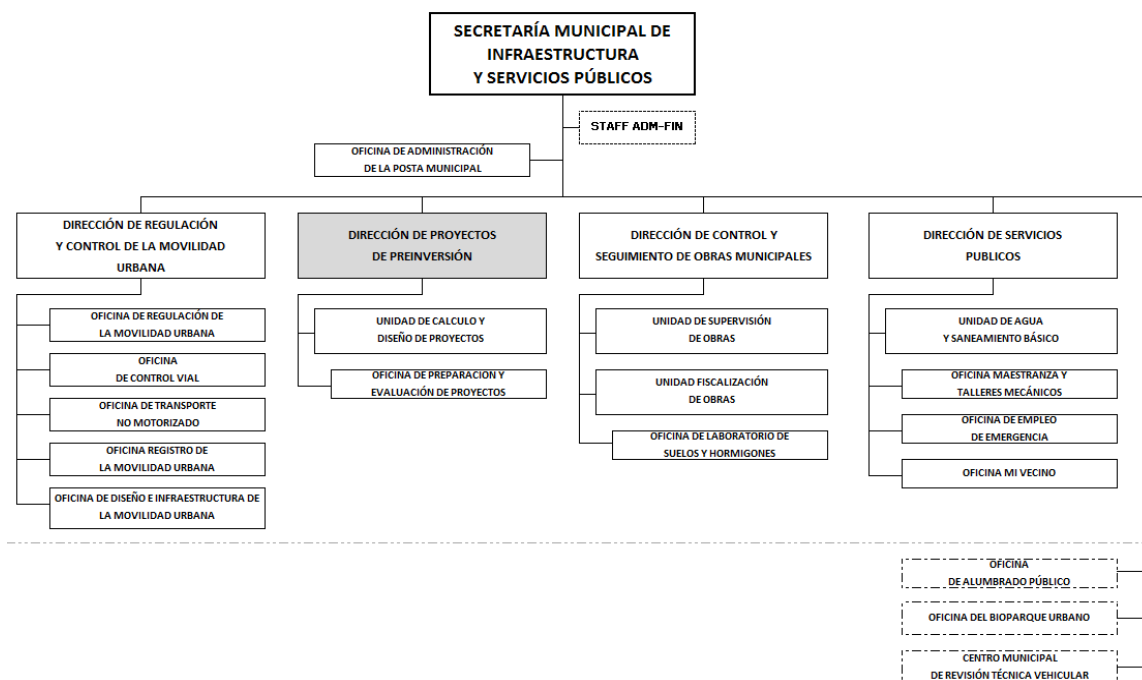 SECRETARÍA MUNICIPAL DE
INFRAESTRUCTURA
Y SERVICIOS PÚBLICOS
STAFF ADM-FIN
OFICINA DE ADMINISTRACIÓN
DE LA POSTA MUNICIPAL
DIRECCIÓN DE REGULACIÓN
Y CONTROL DE LA MOVILIDAD
URBANA
OFICINA DE REGULACIÓN DE
LA MOVILIDAD URBANA
OFICINA
DE CONTROL VIAL
OFICINA DE TRANSPORTE
NO MOTORIZADO
OFICINA REGISTRO DE
LA MOVILIDAD URBANA
OFICINA DE DISEÑO E INFRAESTRUCTURA DE
LA MOVILIDAD URBANA
DIRECCIÓN DE PROYECTOS
DE PREINVERSIÓN
UNIDAD DE CALCULO Y
DISEÑO DE PROYECTOS
OFICINA DE PREPARACION Y
EVALUACIÓN DE PROYECTOS
DIRECCIÓN DE CONTROL Y
SEGUIMIENTO DE OBRAS MUNICIPALES
UNIDAD DE SUPERVISIÓN
DE OBRAS
UNIDAD FISCALIZACIÓN
DE OBRAS
OFICINA DE LABORATORIO DE
SUELOS Y HORMIGONES
DIRECCIÓN DE SERVICIOS
PUBLICOS
UNIDAD DE AGUA
Y SANEAMIENTO BÁSICO
OFICINA MAESTRANZA Y
TALLERES MECÁNICOS
OFICINA DE EMPLEO
DE EMERGENCIA
OFICINA MI VECINO
OFICINA
DE ALUMBRADO PÚBLICO
OFICINA DEL BIOPARQUE URBANO
CENTRO MUNICIPAL
DE REVISIÓN TÉCNICA VEHICULAR